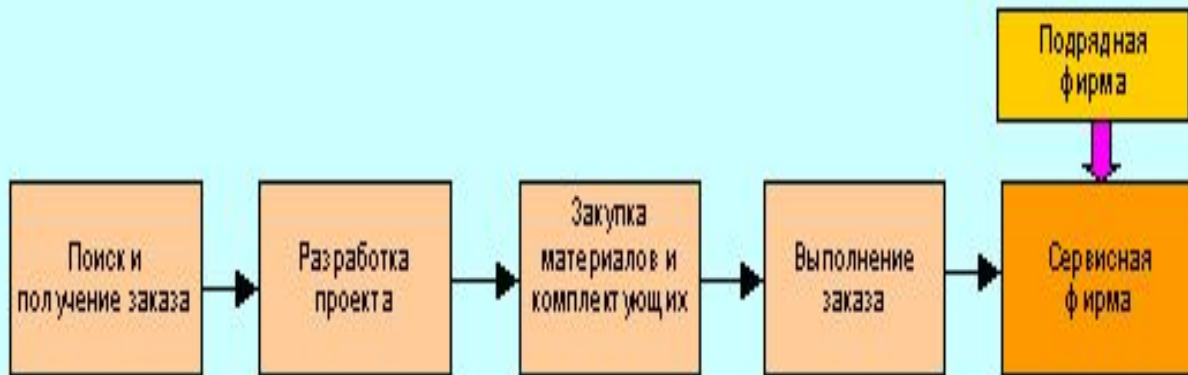 Подрядная
фирма
Поиск и
получение заказа
Разработка
проекта
Закупка
материалов и
комплектующих
Выполнение
заказа
Сервисная
фирма